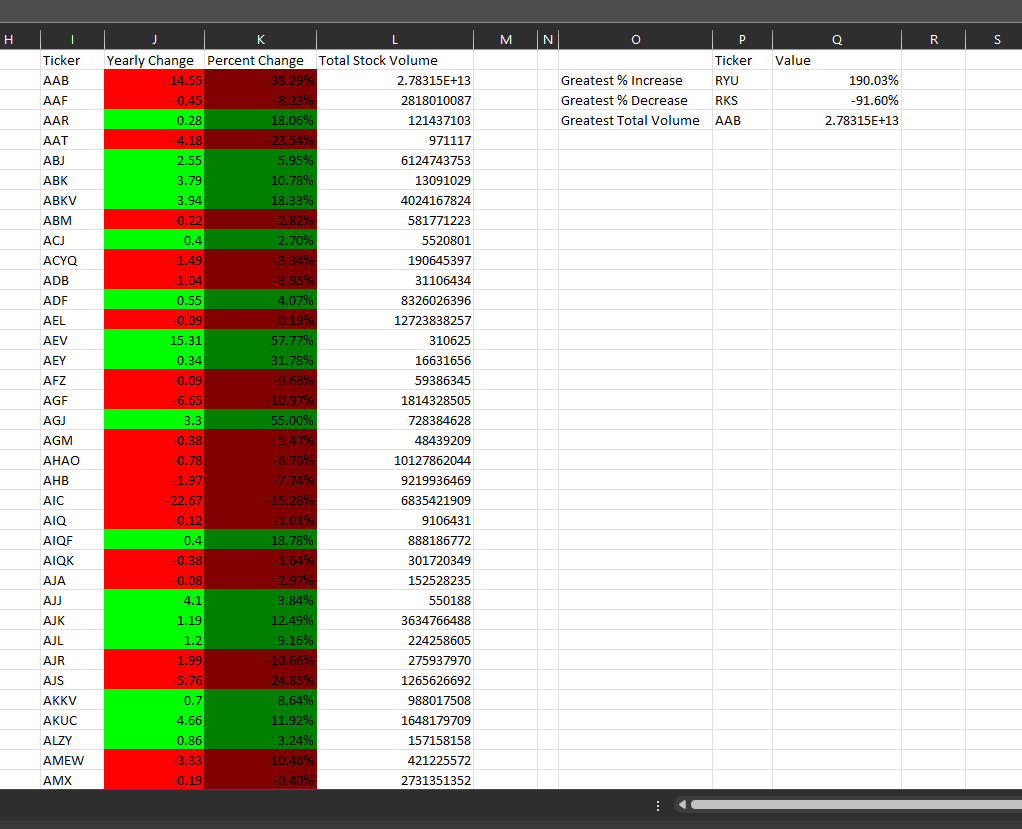 H I J K L M N O P Q R S
Ticker Yearly Change Percent Change Total Stock Volume Ticker Value
AAB -14.55 -38.29% 2.78315E+13 Greatest % Increase RYU 190.03%
AAF -0.45 -8.23% 2818010087 Greatest % Decrease RKS -91.60%
AAR 0.28 18.06% 121437103 Greatest Total Volume AAB 2.78315E+13
AAT -4.18 -23.54% 971117
ABJ 2.55 5.95% 6124743753
ABK 3.79 10.78% 13091029
ABKV 3.94 18.33% 4024167824
ABM -0.22 -2.82% 581771223
ACJ 0.4 2.70% 5520801
ACYQ -1.49 -3.34% 190645397
ADB -1.04 -3.95% 31106434
ADF 0.55 4.07% 8326026396
AEL -0.09 -0.19% 12723838257
AEV 15.31 57.77% 310625
AEY 0.34 31.78% 16631656
AFZ -0.09 -0.68% 59386345
AGF -6.65 -10.97% 1814328505
AGJ 3.3 55.00% 728384628
AGM -0.38 -5.47% 48439209
AHAO -0.78 -6.70% 10127862044
AHB -1.97 -7.74% 9219936469
AIC -22.67 -15.28% 6835421909
AIQ -0.12 -1.01% 9106431
AIQF 0.4 18.78% 888186772
AIQK -0.38 -1.64% 301720349
AJA -0.08 -2.97% 152528235
AJJ 4.1 3.84% 550188
AJK 1.19 12.49% 3634766488
AJL 1.2 9.16% 224258605
AJR -1.99 -10.66% 275937970
AJS -5.76 -24.85% 1265626692
AKKV 0.7 8.64% 988017508
AKUC 4.66 11.92% 1648179709
ALZY 0.86 3.24% 157158158
AMEW -3.33 -10.46% 421225572
AMX -0.19 -0.40% 2731351352